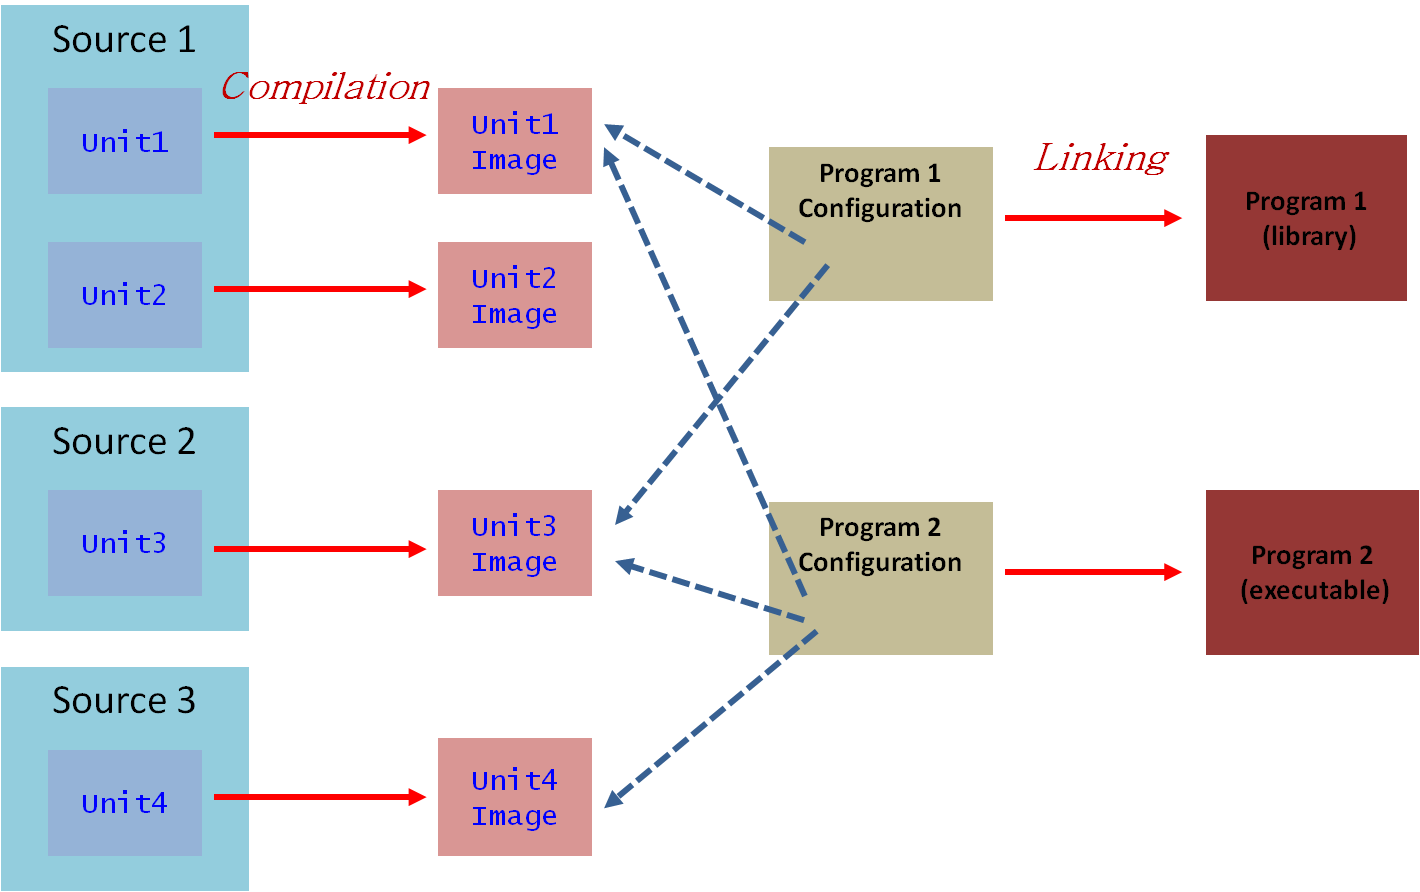 Source 1
Compilation
Unit1
Unit1
Image
Unit2
Unit2
Image
Source 2
Unit3
Unit3
Image
Source 3
Unit4
Unit4
Image
Program 1
Configuration
Linking
Program 1
(library)
Program 2
Configuration
Program 2
(executable)